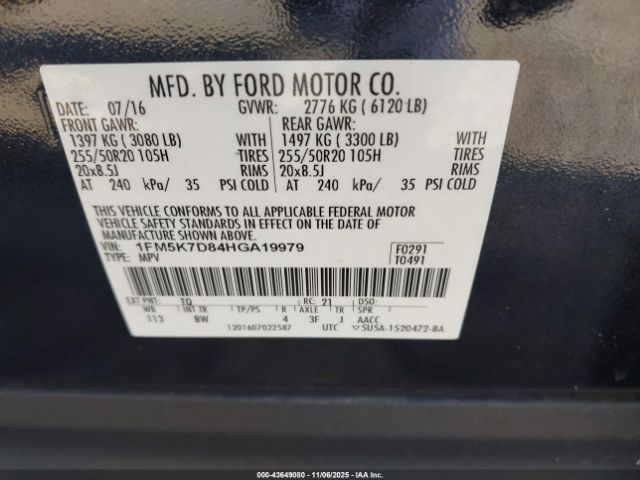 MFD. BY FORD MOTOR CO.
DATE: 07/16 GVWR: 2776 KG ( 6120 LB)
FRONT GAWR: REAR GAWR:
1397 KG ( 3080 LB) WITH 1497 KG ( 3300 LB) WITH
255/50R20 105H TIRES 255/50R20 105H TIRES
20x8.5J RIMS 20x8.5J RIMS
AT 240 kPa/ 35 PSI COLD AT 240 kPa/ 35 PSI COLD
THIS VEHICLE CONFORMS TO ALL APPLICABLE FEDERAL MOTOR
VEHICLE SAFETY STANDARDS IN EFFECT ON THE DATE OF
MANUFACTURE SHOWN ABOVE.
VIN: 1FM5K7D84HGA19979 F0291
TYPE: MPV T0491
EXT PNT: TQ RC: 21 DSO:
WB INT TR TP/PS R AXLE TR SPR
113 BW 4 3F J AACC
1201607022587 UTC 5U5A-1520472-BA
000-43649080 - 11/06/2025 - IAAI.COM